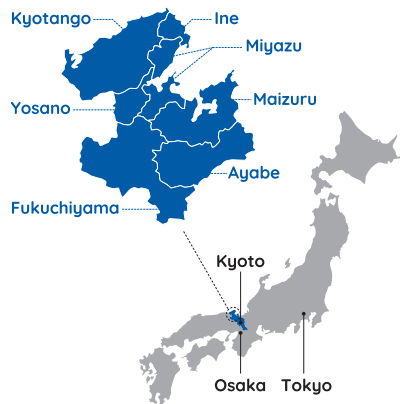 Kyotango
Ine
Miyazu
Yosano
Maizuru
Ayabe
Fukuchiyama
Kyoto
Osaka
Tokyo